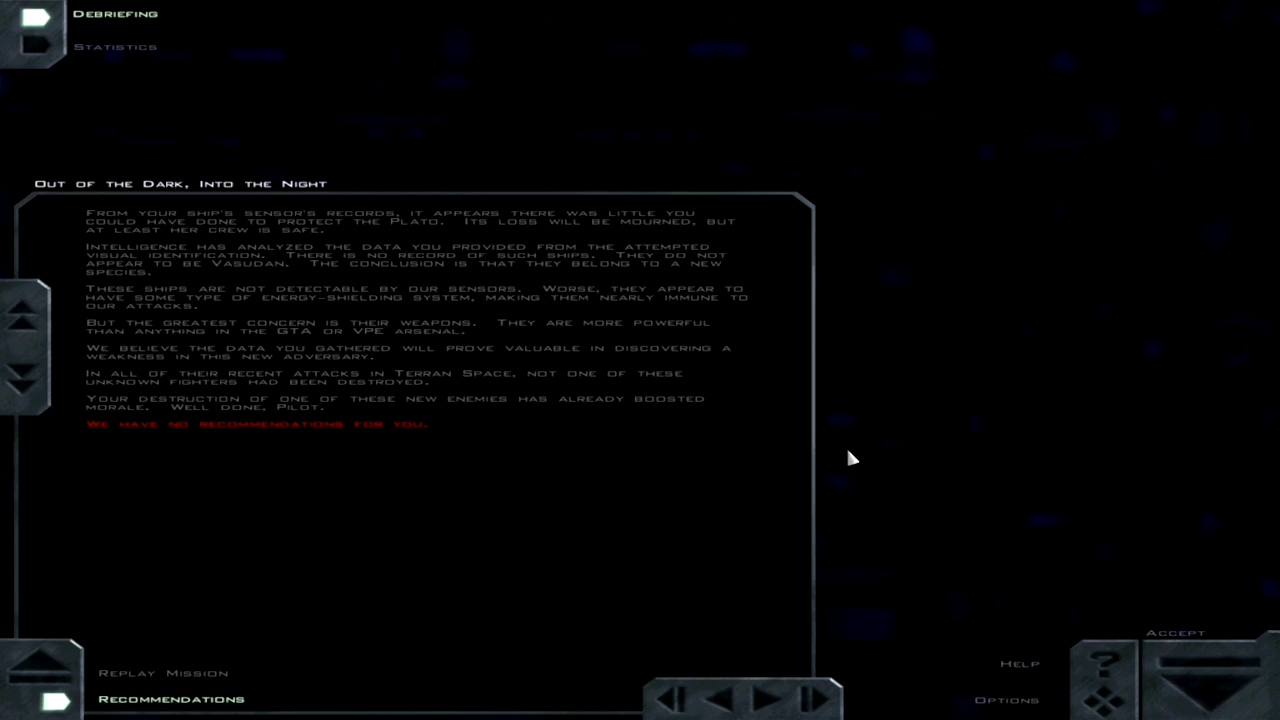 Debriefing
Statistics
Out of the Dark, Into the Night
From your ship's sensor's records, it appears there was little you
could have done to protect the Plato.  Its loss will be mourned, but
at least her crew is safe.
Intelligence has analyzed the data you provided from the attempted
visual identification.  There is no record of such ships.  They do not
appear to be Vasudan.  The conclusion is that they belong to a new
species.
These ships are not detectable by our sensors.  Worse, they appear to
have some type of energy-shielding system, making them nearly immune to
our attacks.
But the greatest concern is their weapons.  They are more powerful
than anything in the GTA or VPE arsenal.
We believe the data you gathered will prove valuable in discovering a
weakness in this new adversary.
In all of their recent attacks in Terran Space, not one of these
unknown fighters had been destroyed.
Your destruction of one of these new enemies has already boosted
morale.  Well done, Pilot.
We have no recommendations for you.
Accept
Replay Mission
Help
?
Recommendations
Options